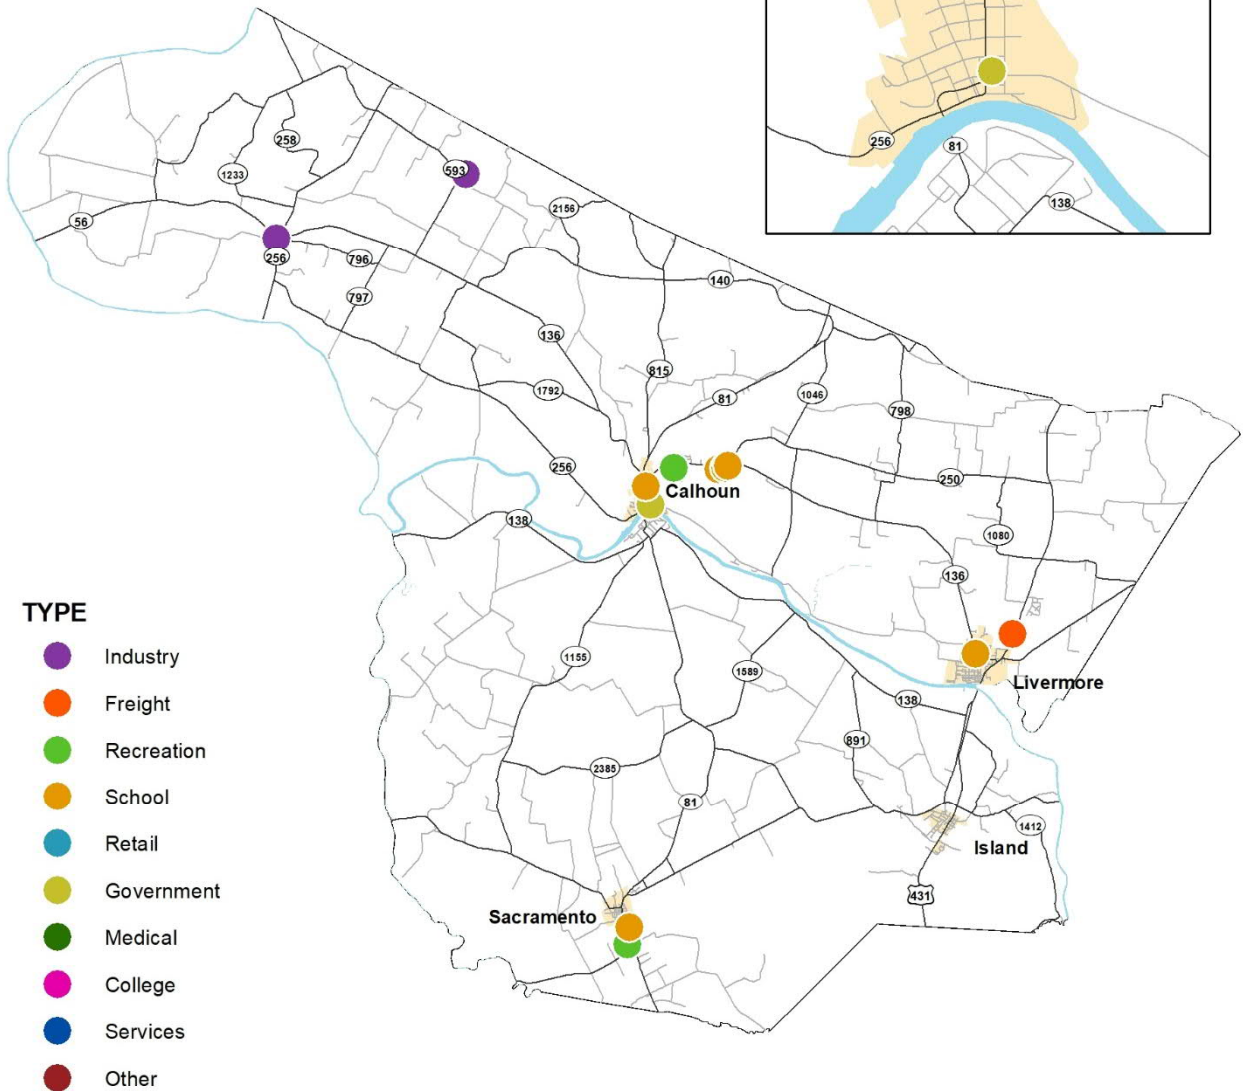 256
81
138
258
593
1233
2156
56
256
796
140
797
136
815
1792
81
1046
798
256
250
Calhoun
138
1080
136
TYPE
Industry
1155
1589
Livermore
Freight
138
Recreation
891
2385
School
81
1412
Retail
Island
Government
431
Sacramento
Medical
College
Services
Other